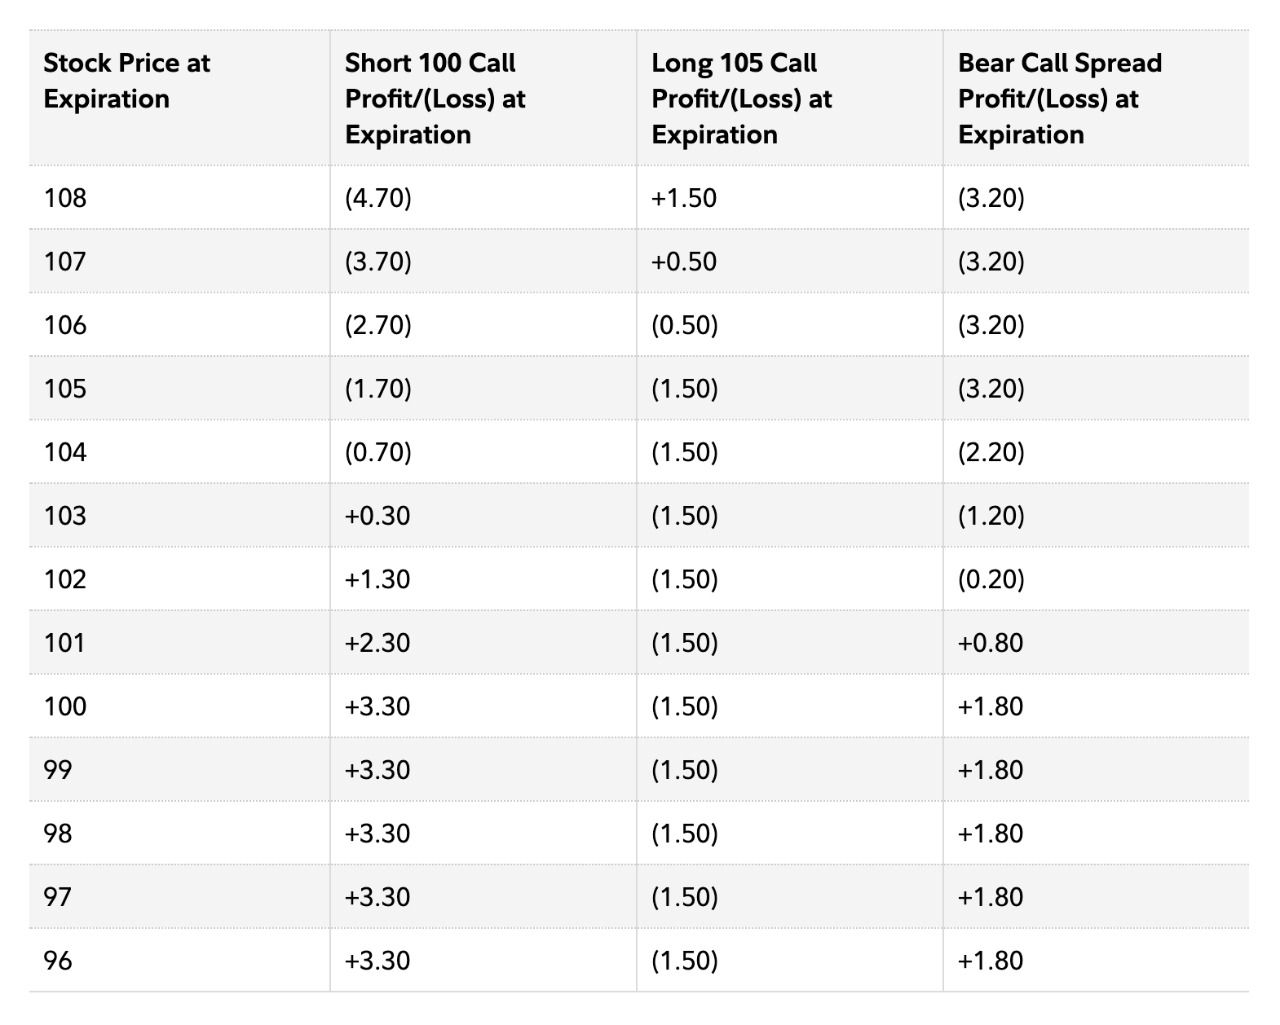 Stock Price at Expiration | Short 100 Call Profit/(Loss) at Expiration | Long 105 Call Profit/(Loss) at Expiration | Bear Call Spread Profit/(Loss) at Expiration
108 | (4.70) | +1.50 | (3.20)
107 | (3.70) | +0.50 | (3.20)
106 | (2.70) | (0.50) | (3.20)
105 | (1.70) | (1.50) | (3.20)
104 | (0.70) | (1.50) | (2.20)
103 | +0.30 | (1.50) | (1.20)
102 | +1.30 | (1.50) | (0.20)
101 | +2.30 | (1.50) | +0.80
100 | +3.30 | (1.50) | +1.80
99 | +3.30 | (1.50) | +1.80
98 | +3.30 | (1.50) | +1.80
97 | +3.30 | (1.50) | +1.80
96 | +3.30 | (1.50) | +1.80